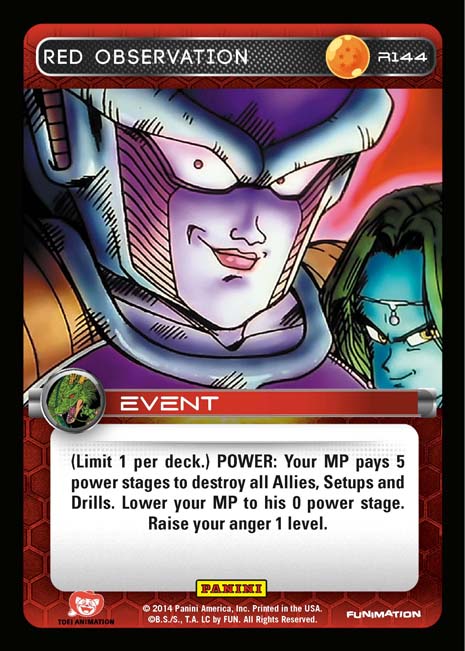 RED OBSERVATION
R144
EVENT
(Limit 1 per deck.) POWER: Your MP pays 5
power stages to destroy all Allies, Setups and
Drills. Lower your MP to his 0 power stage.
Raise your anger 1 level.
PANINI
© 2014 Panini America, Inc. Printed in the USA.
©B.S./S., T.A. LC by FUN. All Rights Reserved.
TOEI ANIMATION
FUNIMATION